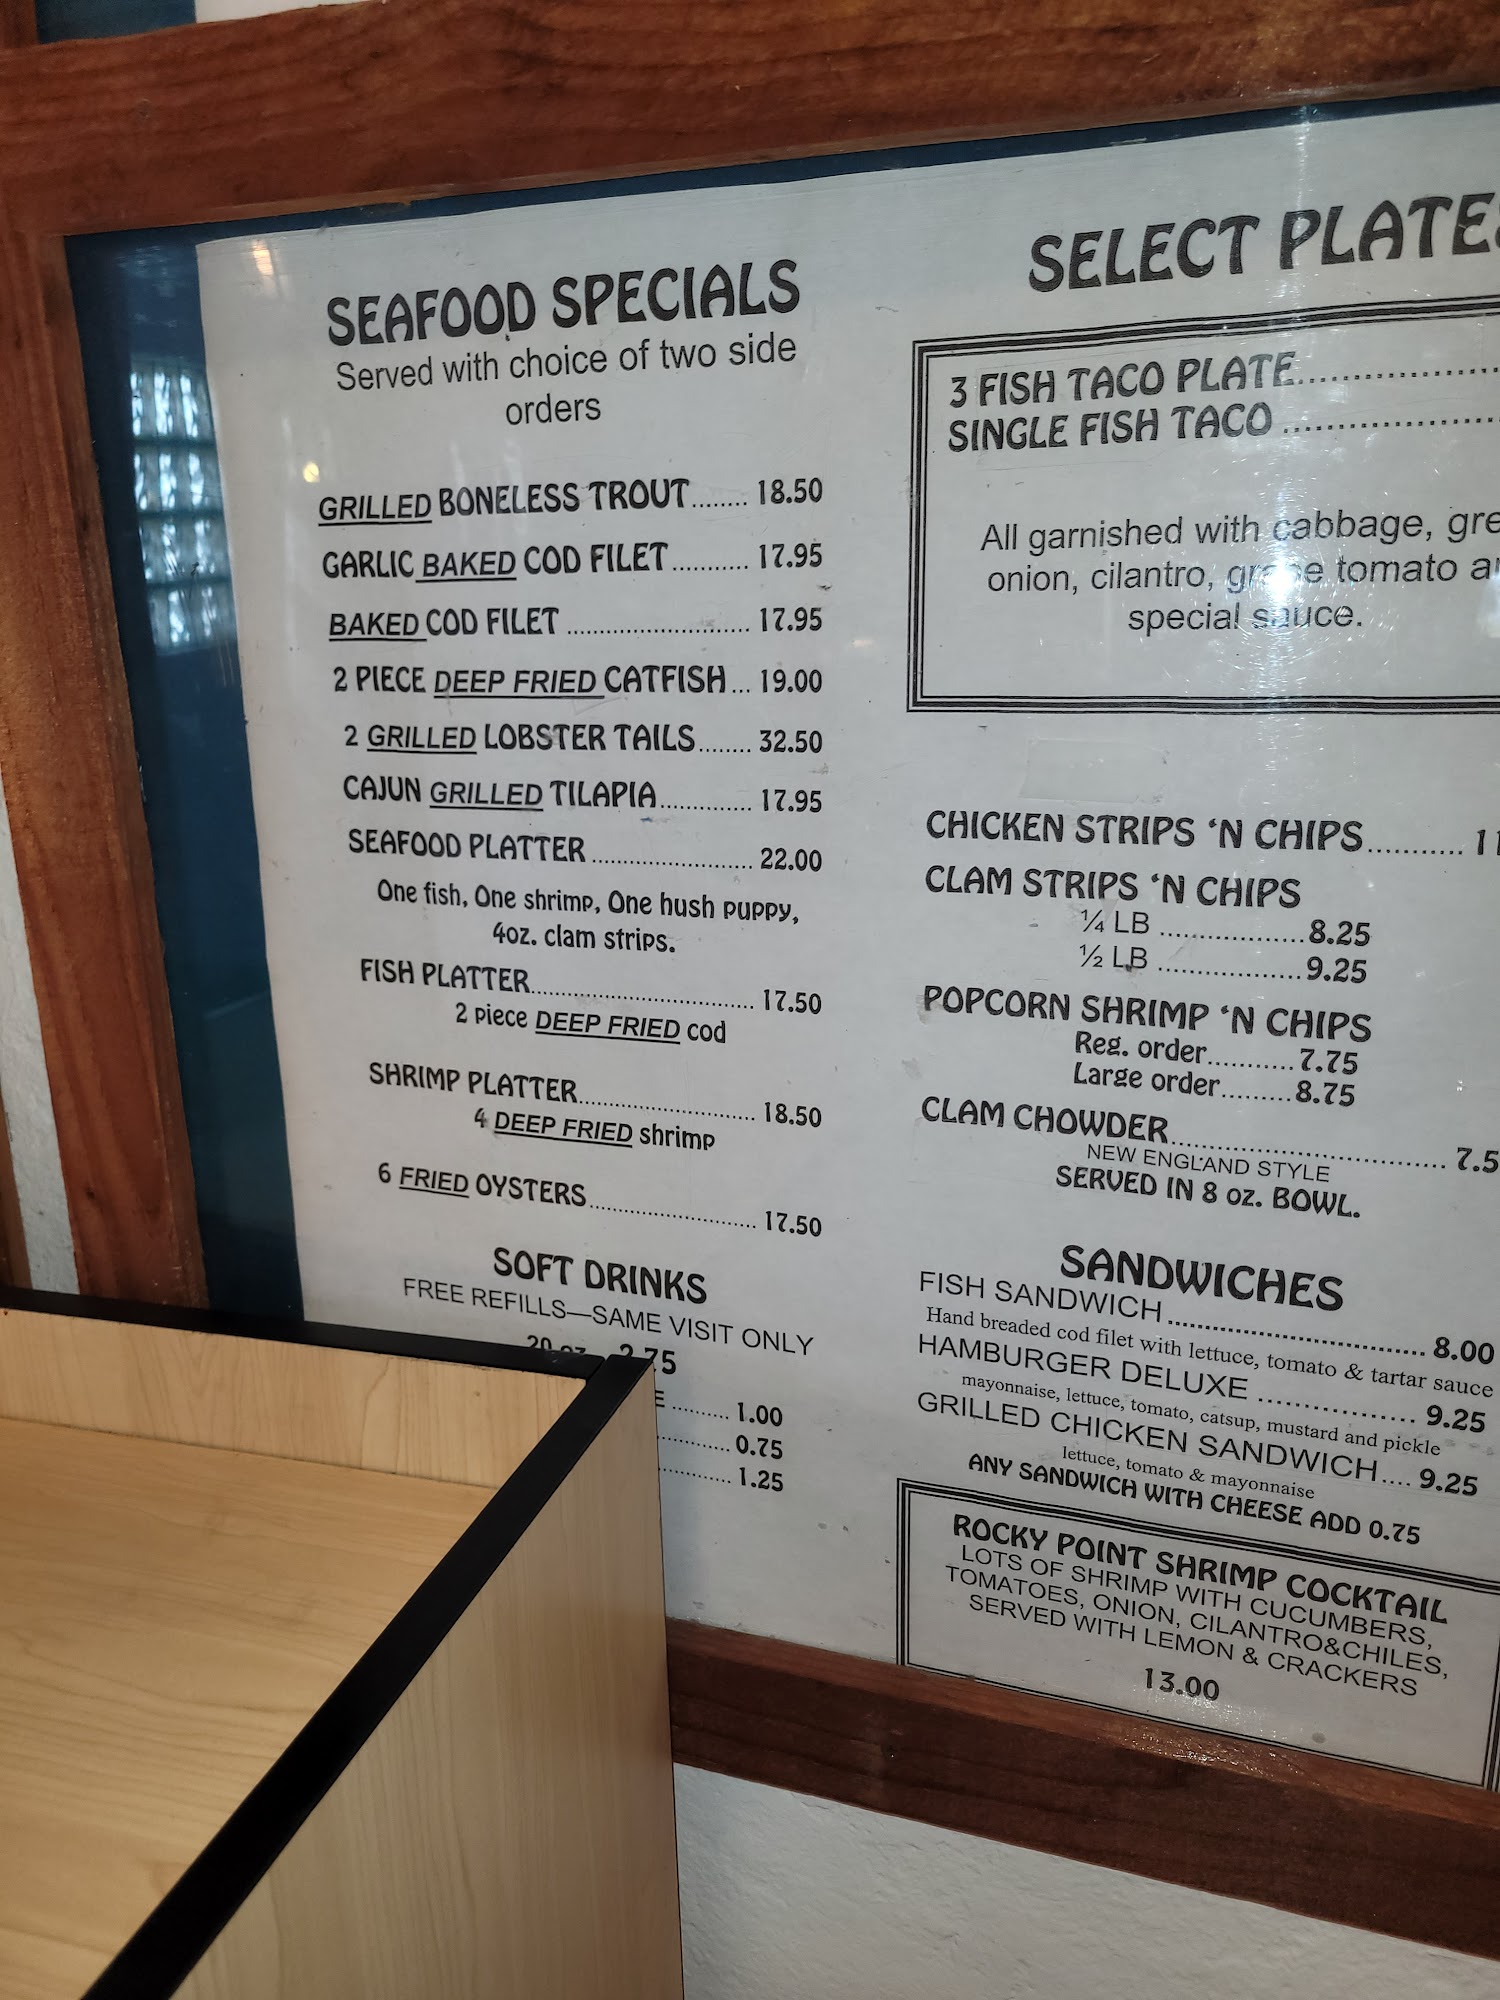 SEAFOOD SPECIALS
Served with choice of two side
orders
GRILLED BONELESS TROUT........ 18.50
GARLIC BAKED COD FILET........... 17.95
BAKED COD FILET ............................ 17.95
2 PIECE DEEP FRIED CATFISH... 19.00
2 GRILLED LOBSTER TAILS........ 32.50
CAJUN GRILLED TILAPIA.............. 17.95
SEAFOOD PLATTER ........................ 22.00
One fish, One shrimp, One hush puppy,
4oz. clam strips.
FISH PLATTER.................................. 17.50
2 piece DEEP FRIED cod
SHRIMP PLATTER........................... 18.50
4 DEEP FRIED shrimp
6 FRIED OYSTERS......................... 17.50
SOFT DRINKS
FREE REFILLS—SAME VISIT ONLY
20 oz 2.75
.......... 1.00
........... 0.75
........... 1.25
SELECT PLATES
3 FISH TACO PLATE........................
SINGLE FISH TACO ..........................
All garnished with cabbage,
onion, cilantro, grape tomato
special sauce.
CHICKEN STRIPS ‘N CHIPS...........
CLAM STRIPS ‘N CHIPS
¼ LB ...................8.25
½ LB ...................9.25
POPCORN SHRIMP ‘N CHIPS
Reg. order...........7.75
Large order.........8.75
CLAM CHOWDER.................................... 7.5
NEW ENGLAND STYLE
SERVED IN 8 oz. BOWL.
SANDWICHES
FISH SANDWICH................................... 8.00
Hand breaded cod filet with lettuce, tomato & tartar sauce
HAMBURGER DELUXE ..................... 9.25
mayonnaise, lettuce, tomato, catsup, mustard and pickle
GRILLED CHICKEN SANDWICH.... 9.25
lettuce, tomato & mayonnaise
ANY SANDWICH WITH CHEESE ADD 0.75
ROCKY POINT SHRIMP COCKTAIL
LOTS OF SHRIMP WITH CUCUMBERS,
TOMATOES, ONION, CILANTRO&CHILES,
SERVED WITH LEMON & CRACKERS
13.00